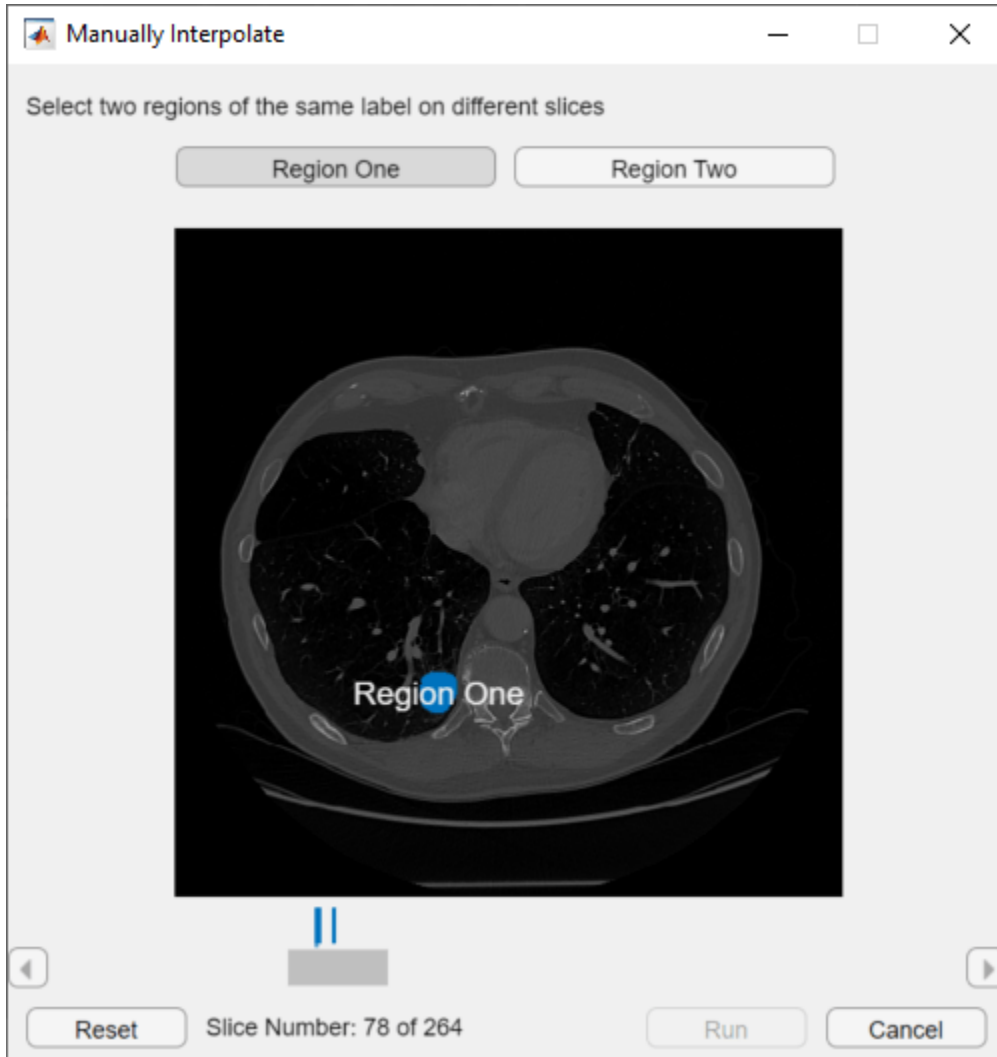 Manually Interpolate
Select two regions of the same label on different slices
Region One Region Two
Region One
Reset Slice Number: 78 of 264 Run Cancel